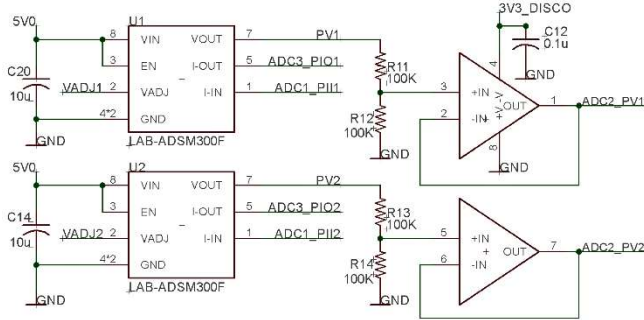 3V3_DISCO
U1
5V0
8
VIN
VOUT
7
PV1
C12
0.1u
3
EN
I-OUT
5
ADC3_PIO1
R11
100K
4
GND
C20
10u
VADJ1
2
VADJ
I-IN
1
ADC1_PII1
3
+IN
V-
+V
OUT
1
ADC2_PV1
4*2
GND
R12
100K
2
-IN
+
GND
LAB-ADSM300F
GND
8
GND
U2
5V0
8
VIN
VOUT
7
PV2
3
EN
I-OUT
5
ADC3_PIO2
R13
100K
C14
10u
VADJ2
2
VADJ
I-IN
1
ADC1_PII2
5
+IN
+
OUT
7
ADC2_PV2
4*2
GND
R14
100K
6
-IN
GND
LAB-ADSM300F
GND